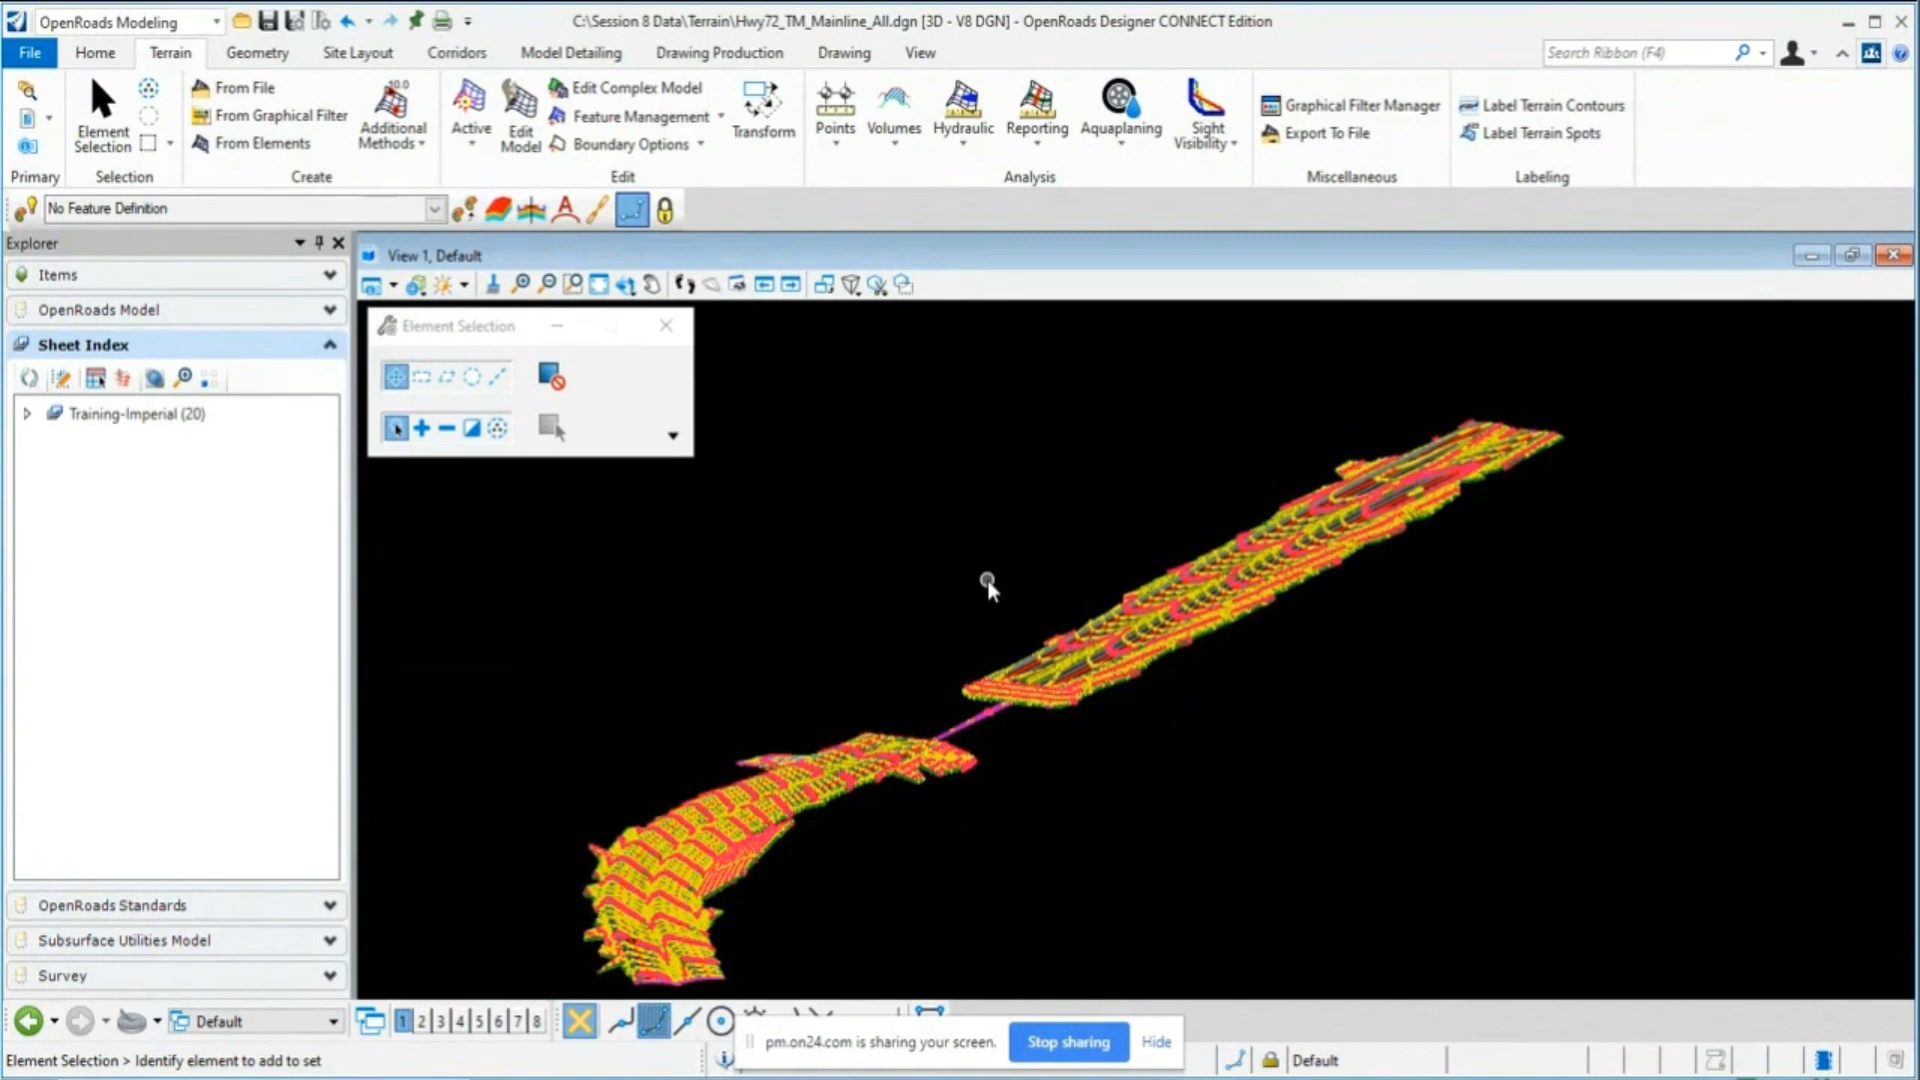 OpenRoads Modeling
C:\Session 8 Data\Terrain\Hwy72_TM_Mainline_All.dgn [3D - V8 DGN] - OpenRoads Designer CONNECT Edition
File
Home
Terrain
Geometry
Site Layout
Corridors
Model Detailing
Drawing Production
Drawing
View
Search Ribbon (F4)
Element
Selection
From File
From Graphical Filter
From Elements
10.0
Additional
Methods
Active
Edit
Model
Edit Complex Model
Feature Management
Boundary Options
Transform
Points
Volumes
Hydraulic
Reporting
Aquaplaning
Sight
Visibility
Graphical Filter Manager
Export To File
Label Terrain Contours
Label Terrain Spots
Primary
Selection
Create
Edit
Analysis
Miscellaneous
Labeling
No Feature Definition
Explorer
Items
OpenRoads Model
Sheet Index
Training-Imperial (20)
OpenRoads Standards
Subsurface Utilities Model
Survey
View 1, Default
Element Selection
Default
1 2 3 4 5 6 7 8
pm.on24.com is sharing your screen.
Stop sharing
Hide
Element Selection > Identify element to add to set
Default